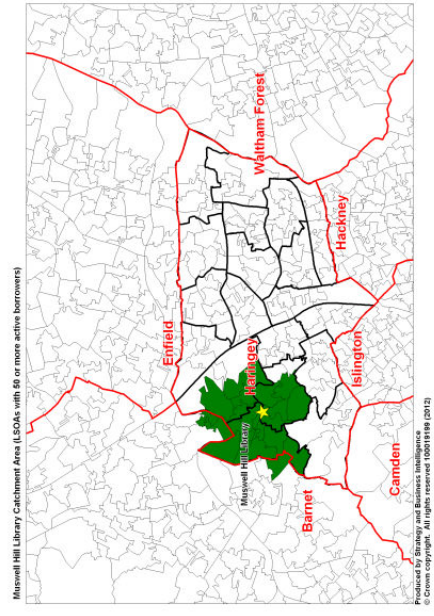 Muswell Hill Library Catchment Area (LSOAs with 50 or more active borrowers)
Enfield
Waltham Forest
Haringey
Muswell Hill Library
Hackney
Barnet
Islington
Camden
Produced by Strategy and Business Intelligence
© Crown copyright. All rights reserved 100019199 (2012)